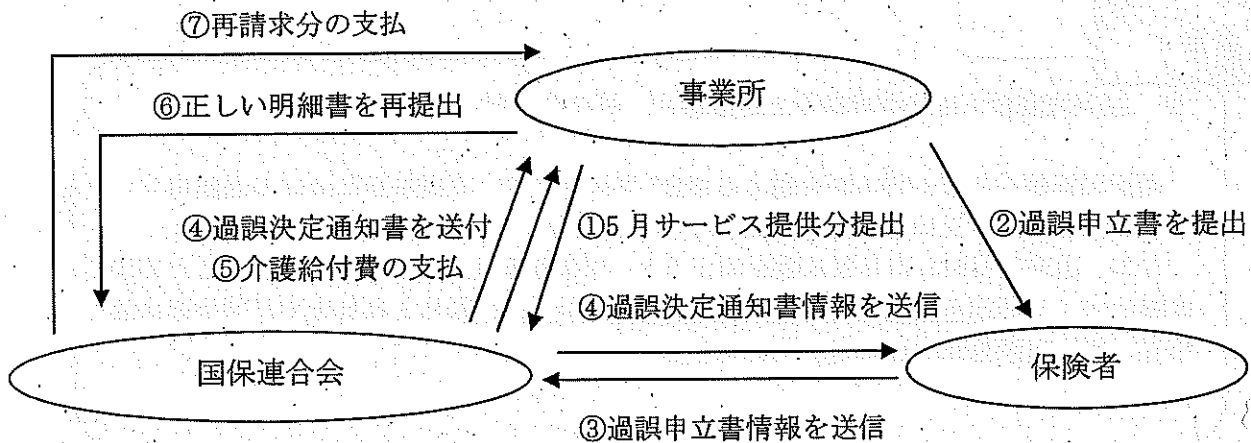 ⑦再請求分の支払
事業所
⑥正しい明細書を再提出
④過誤決定通知書を送付
①5月サービス提供分提出
②過誤申立書を提出
⑤介護給付費の支払
④過誤決定通知書情報を送信
国保連合会
保険者
③過誤申立書情報を送信